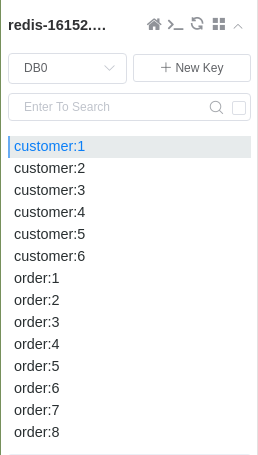 redis-16152....
DB0
New Key
Enter To Search
customer:1
customer:2
customer:3
customer:4
customer:5
customer:6
order:1
order:2
order:3
order:4
order:5
order:6
order:7
order:8